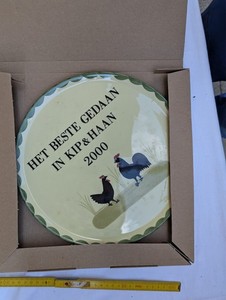 HET BESTE GEDAAN
IN KIP & HAAN
2000